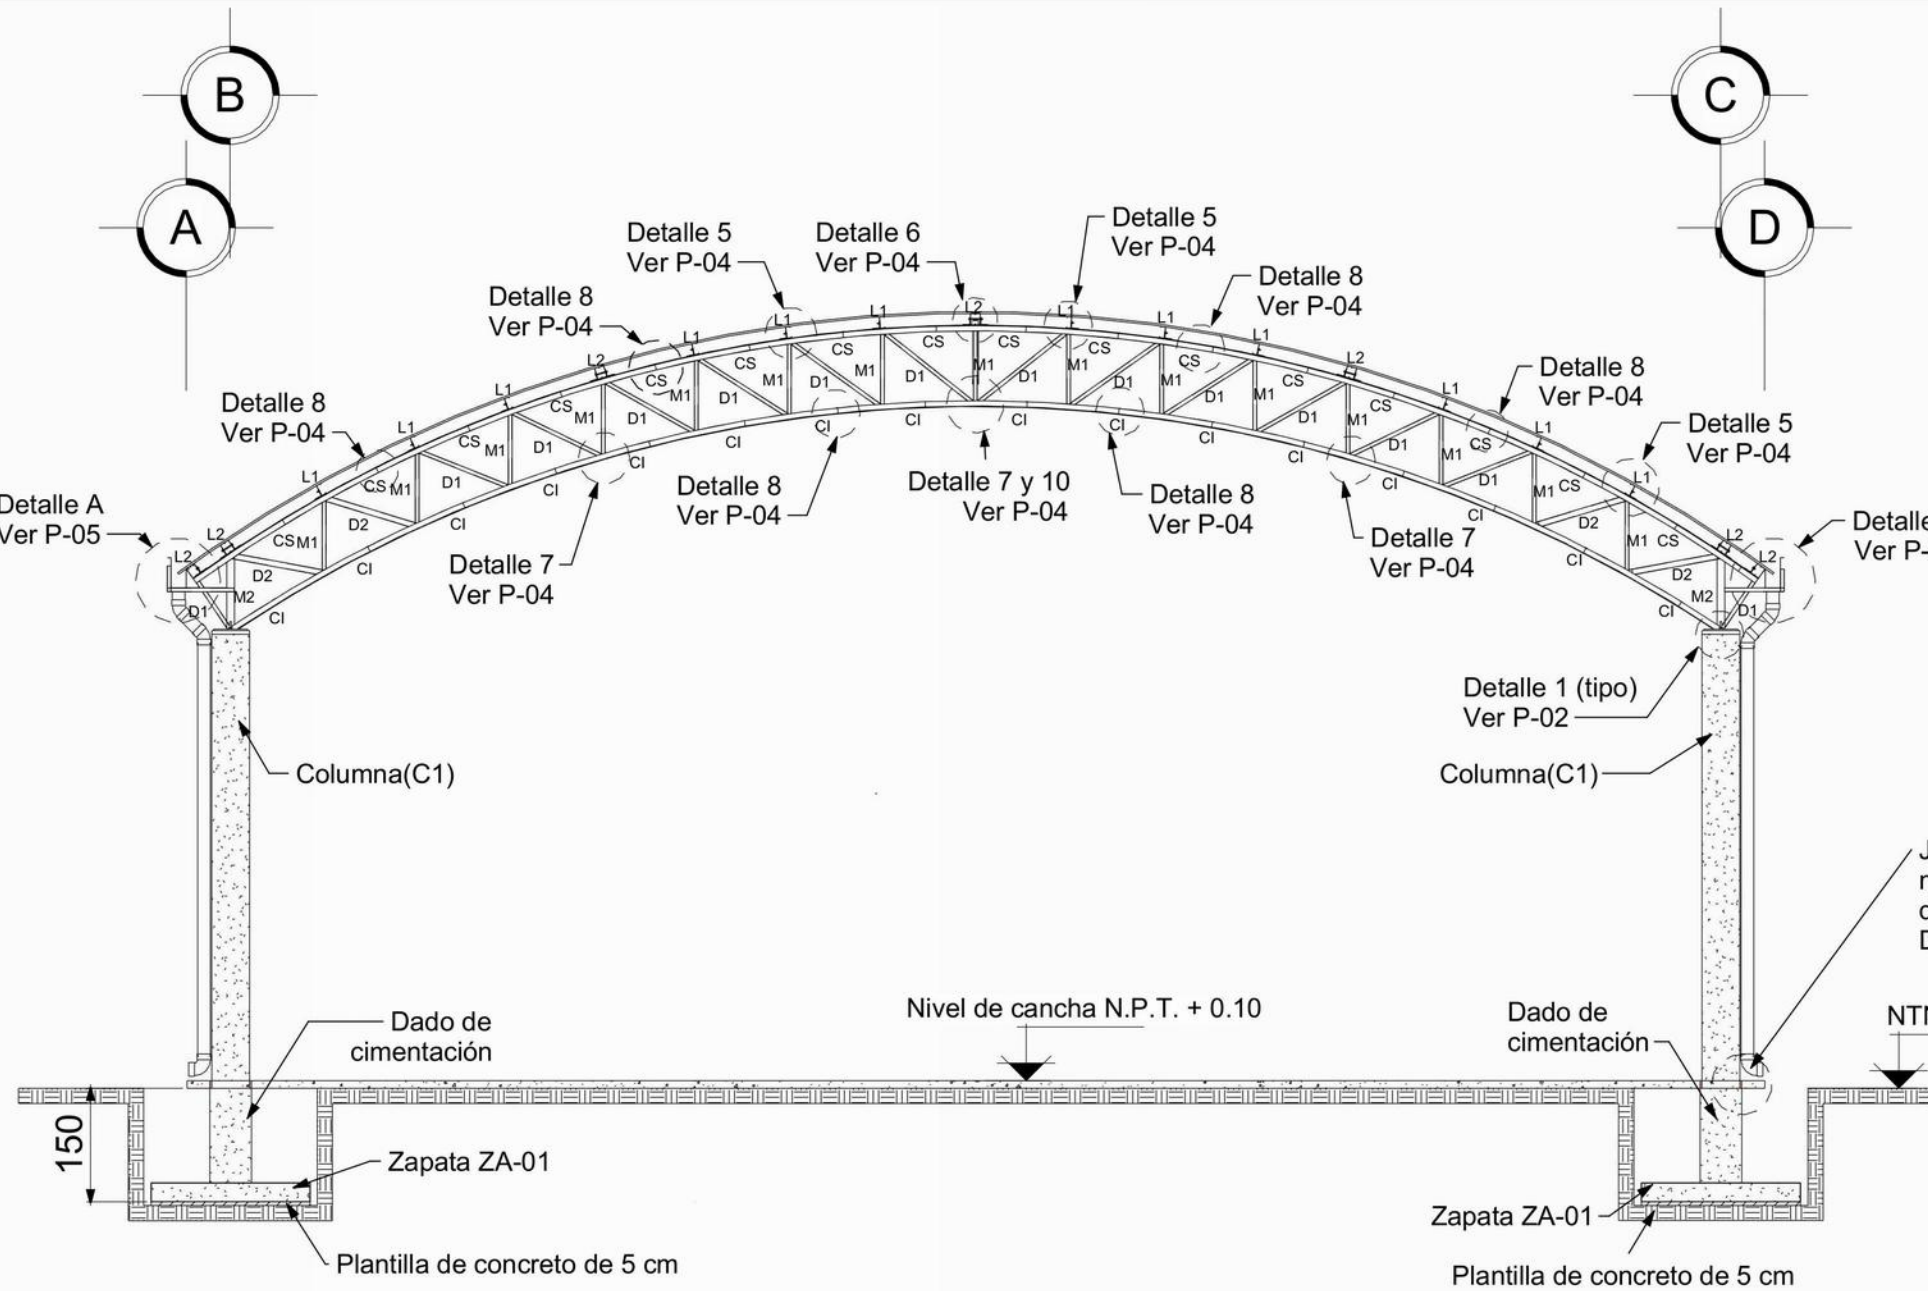 B
C
A
D
Detalle 5
Ver P-04
Detalle 6
Ver P-04
Detalle 5
Ver P-04
Detalle 8
Ver P-04
Detalle 8
Ver P-04
Detalle 8
Ver P-04
Detalle 8
Ver P-04
Detalle 5
Ver P-04
Detalle A
Ver P-05
Detalle
Ver P-
L2 L2 L1 L1 L1 L2 L1 L1 L1 L2 L1 L1 L1 L2 L1 L1 L1 L2 L2
CS CS CS CS CS CS CS CS CS CS CS CS CS CS CS CS
M2 M1 M1 M1 M1 M1 M1 M1 M1 M1 M1 M1 M1 M1 M1 M1 M2
D1 D2 D2 D1 D1 D1 D1 D1 D1 D1 D1 D1 D1 D1 D1 D2 D2 D1
CI CI CI CI CI CI CI CI CI CI CI CI CI CI CI CI
Detalle 7
Ver P-04
Detalle 8
Ver P-04
Detalle 7 y 10
Ver P-04
Detalle 8
Ver P-04
Detalle 7
Ver P-04
Detalle 1 (tipo)
Ver P-02
Columna(C1)
Columna(C1)
Dado de
cimentación
Nivel de cancha N.P.T. + 0.10
Dado de
cimentación
150
Zapata ZA-01
Plantilla de concreto de 5 cm
Zapata ZA-01
Plantilla de concreto de 5 cm